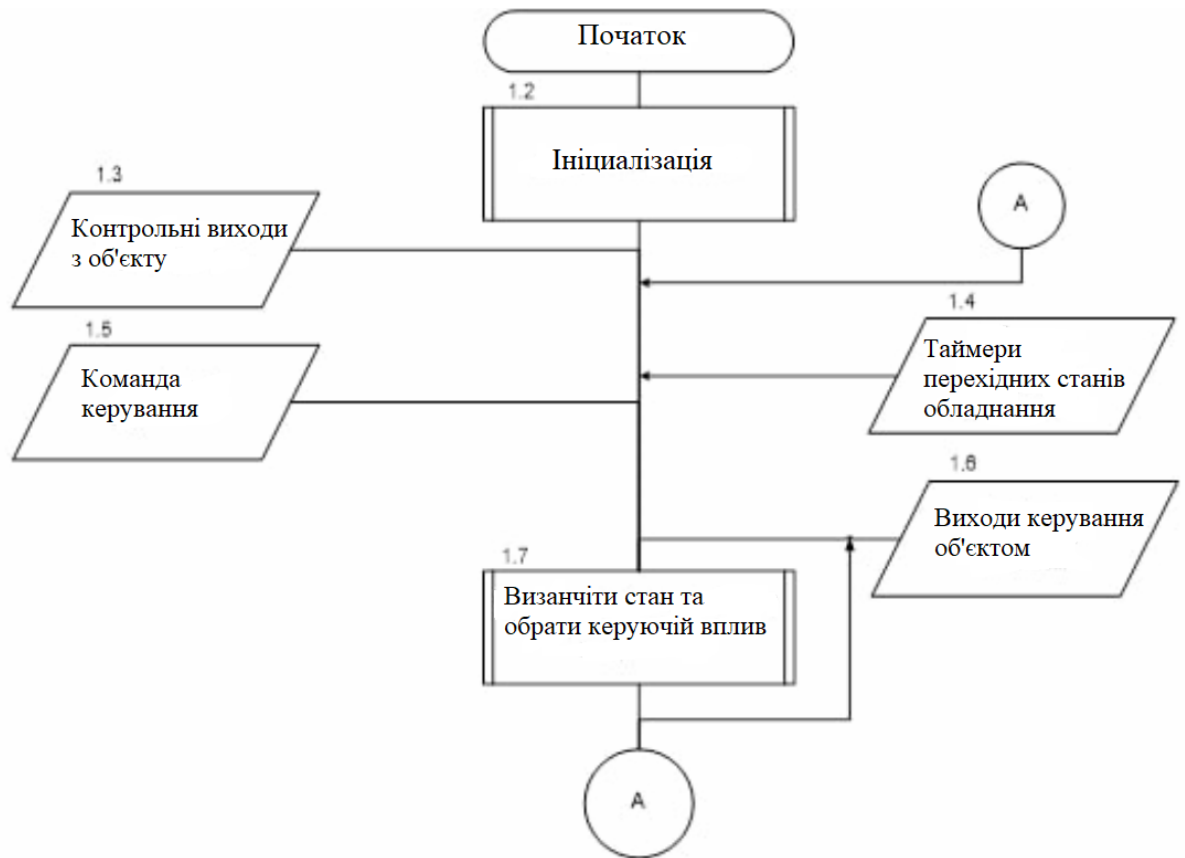 Початок
1.2
Ініциалізація
1.3
Контрольні виходи
з об'єкту
А
1.4
Таймери
перехідних станів
обладнання
1.5
Команда
керування
1.6
Виходи керування
об'єктом
1.7
Визанчіти стан та
обрати керуючій вплив
А